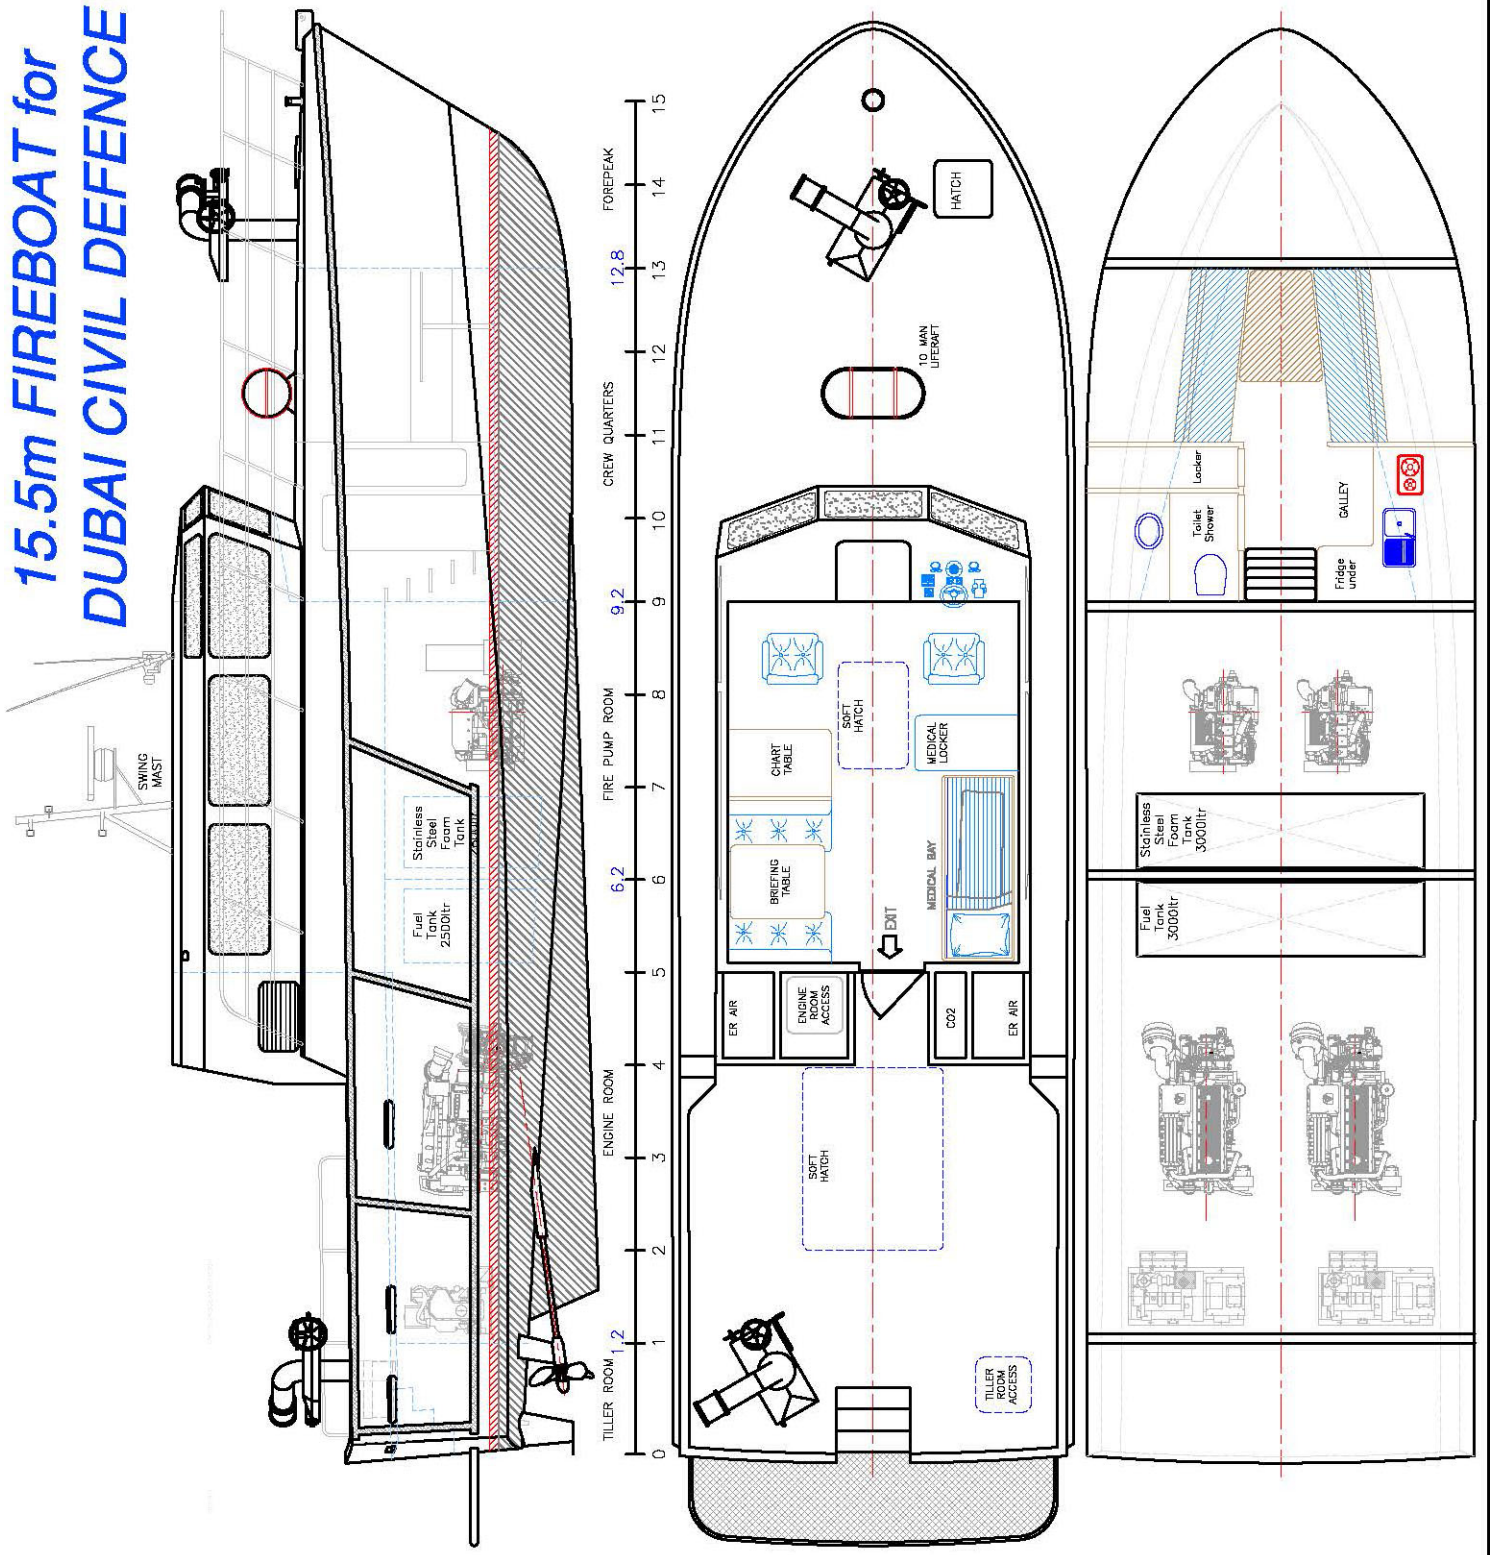 15.5m FIREBOAT for
DUBAI CIVIL DEFENCE
SWING
MAST
Fuel
Tank
2500ltr
Stainless
Steel
Foam
Tank
TILLER ROOM
ENGINE ROOM
FIRE PUMP ROOM
CREW QUARTERS
FOREPEAK
1.2
6.2
9.2
12.8
0
1
2
3
4
5
6
7
8
9
10
11
12
13
14
15
TILLER
ROOM
ACCESS
SOFT
HATCH
ER AIR
ENGINE
ROOM
ACCESS
CO2
ER AIR
EXIT
BRIEFING
TABLE
MEDICAL BAY
CHART
TABLE
SOFT
HATCH
MEDICAL
LOCKER
10 MAN
LIFERAFT
HATCH
Fuel
Tank
3000ltr
Stainless
Steel
Foam
Tank
3000ltr
Toilet
Shower
Locker
Fridge
under
GALLEY